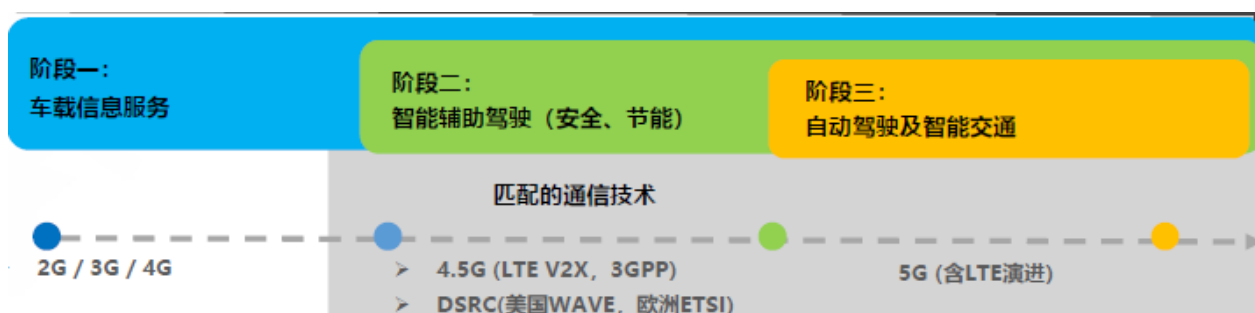 阶段一：
车载信息服务
阶段二：
智能辅助驾驶（安全、节能）
阶段三：
自动驾驶及智能交通
匹配的通信技术
2G / 3G / 4G
➢ 4.5G (LTE V2X，3GPP)
➢ DSRC(美国WAVE，欧洲ETSI)
5G (含LTE演进)